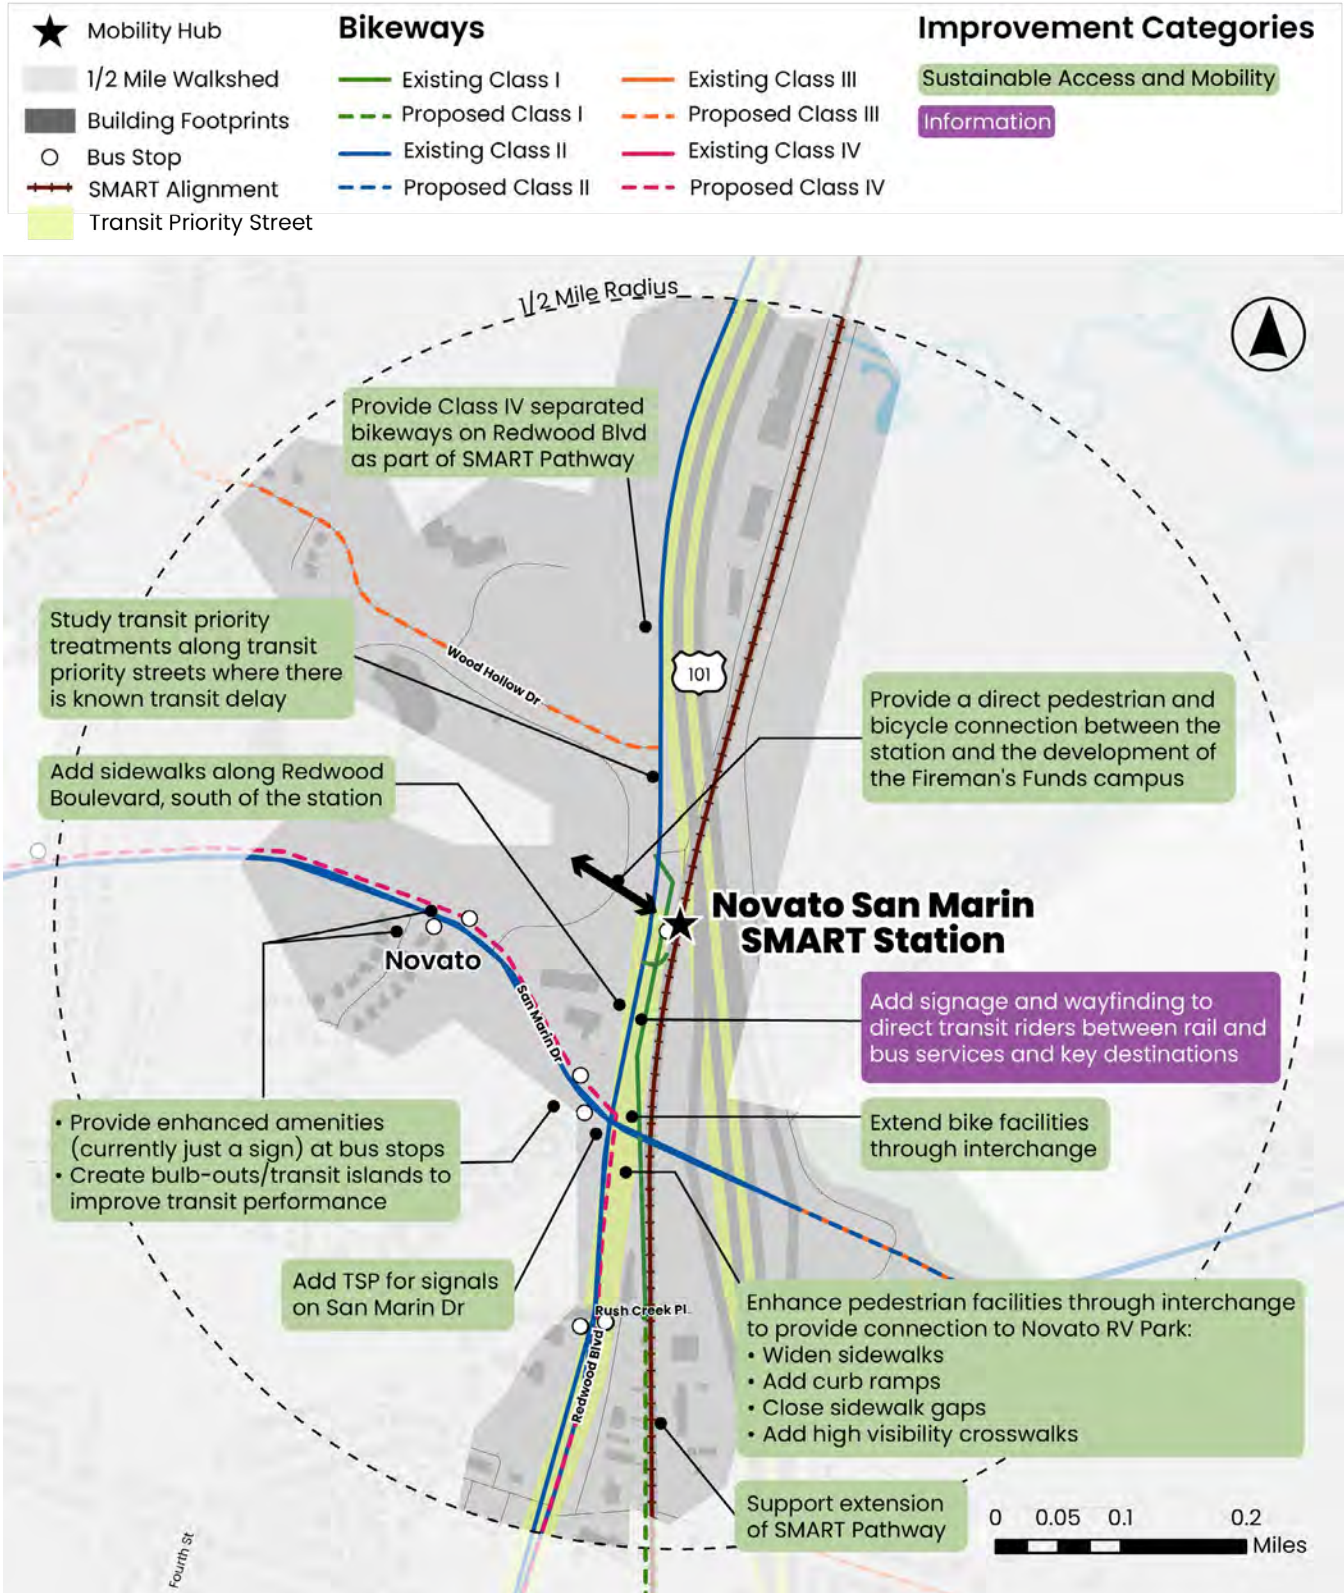 Mobility Hub
1/2 Mile Walkshed
Building Footprints
Bus Stop
SMART Alignment
Transit Priority Street
Bikeways
Existing Class I
Proposed Class I
Existing Class II
Proposed Class II
Existing Class III
Proposed Class III
Existing Class IV
Proposed Class IV
Improvement Categories
Sustainable Access and Mobility
Information
1/2 Mile Radius
Provide Class IV separated
bikeways on Redwood Blvd
as part of SMART Pathway
Study transit priority
treatments along transit
priority streets where there
is known transit delay
Wood Hollow Dr
101
Provide a direct pedestrian and
bicycle connection between the
station and the development of
the Fireman's Funds campus
Add sidewalks along Redwood
Boulevard, south of the station
Novato San Marin
SMART Station
Novato
San Marin Dr
Add signage and wayfinding to
direct transit riders between rail and
bus services and key destinations
• Provide enhanced amenities
(currently just a sign) at bus stops
• Create bulb-outs/transit islands to
improve transit performance
Extend bike facilities
through interchange
Add TSP for signals
on San Marin Dr
Rush Creek Pl
Redwood Blvd
Enhance pedestrian facilities through interchange
to provide connection to Novato RV Park:
• Widen sidewalks
• Add curb ramps
• Close sidewalk gaps
• Add high visibility crosswalks
Support extension
of SMART Pathway
0 0.05 0.1 0.2
Miles
Fourth St